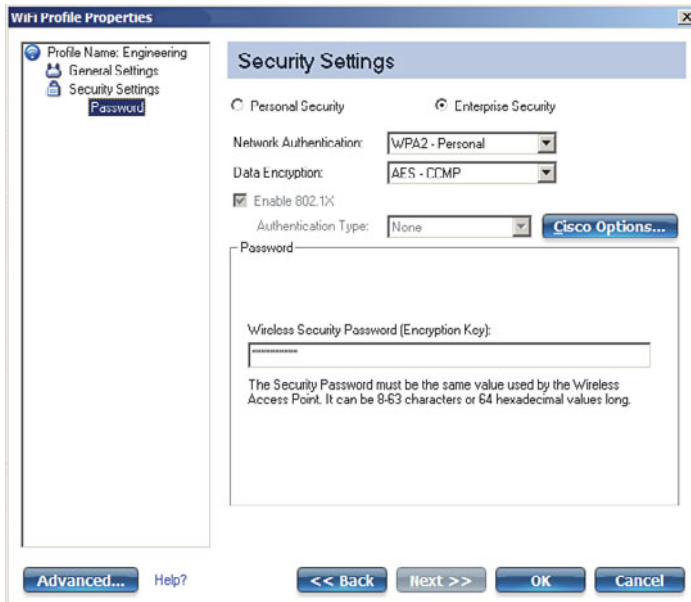 WiFi Profile Properties
Profile Name: Engineering
General Settings
Security Settings
Password
Security Settings
Personal Security
Enterprise Security
Network Authentication:
WPA2 - Personal
Data Encryption:
AES - CCMP
Enable 802.1X
Authentication Type:
None
Cisco Options...
Password
Wireless Security Password (Encryption Key):
**********
The Security Password must be the same value used by the Wireless
Access Point. It can be 8-63 characters or 64 hexadecimal values long.
Advanced...
Help?
<< Back
Next >>
OK
Cancel